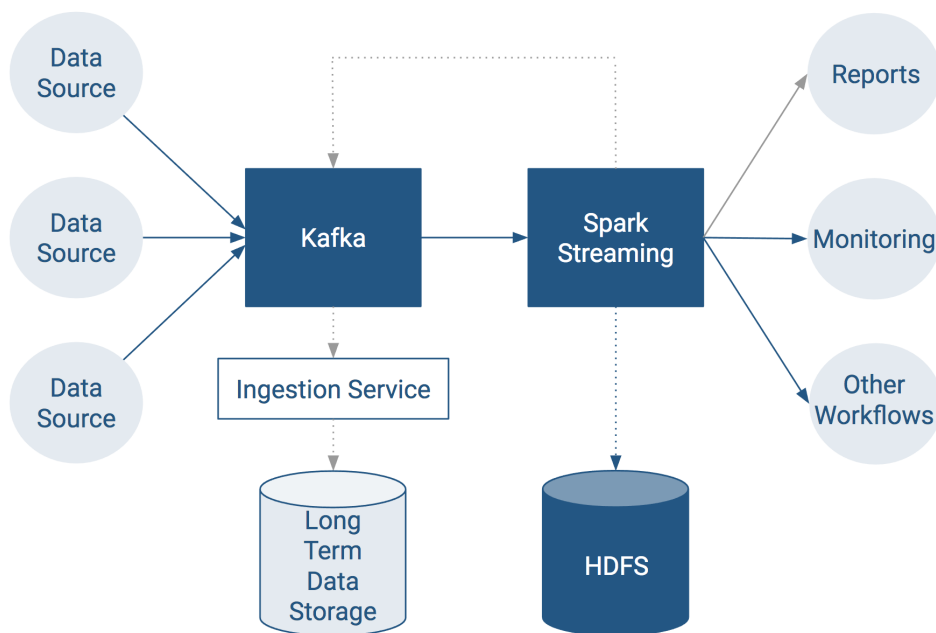 Data
Source
Reports
Data
Source
Kafka
Spark
Streaming
Monitoring
Data
Source
Ingestion Service
Other
Workflows
Long
Term
Data
Storage
HDFS